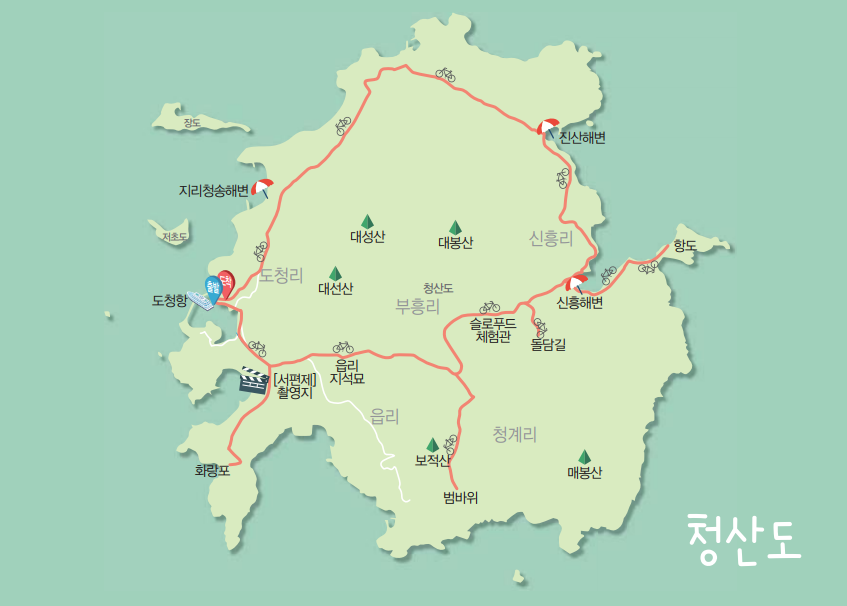 장도
진산해변
지리청송해변
저초도
대성산
대봉산
신흥리
항도
도청리
대선산
청산도
부흥리
도착
출발
도청항
신흥해변
슬로푸드
체험관
돌담길
[서편제]
촬영지
읍리
지석묘
읍리
청계리
보적산
매봉산
화랑포
범바위
청산도